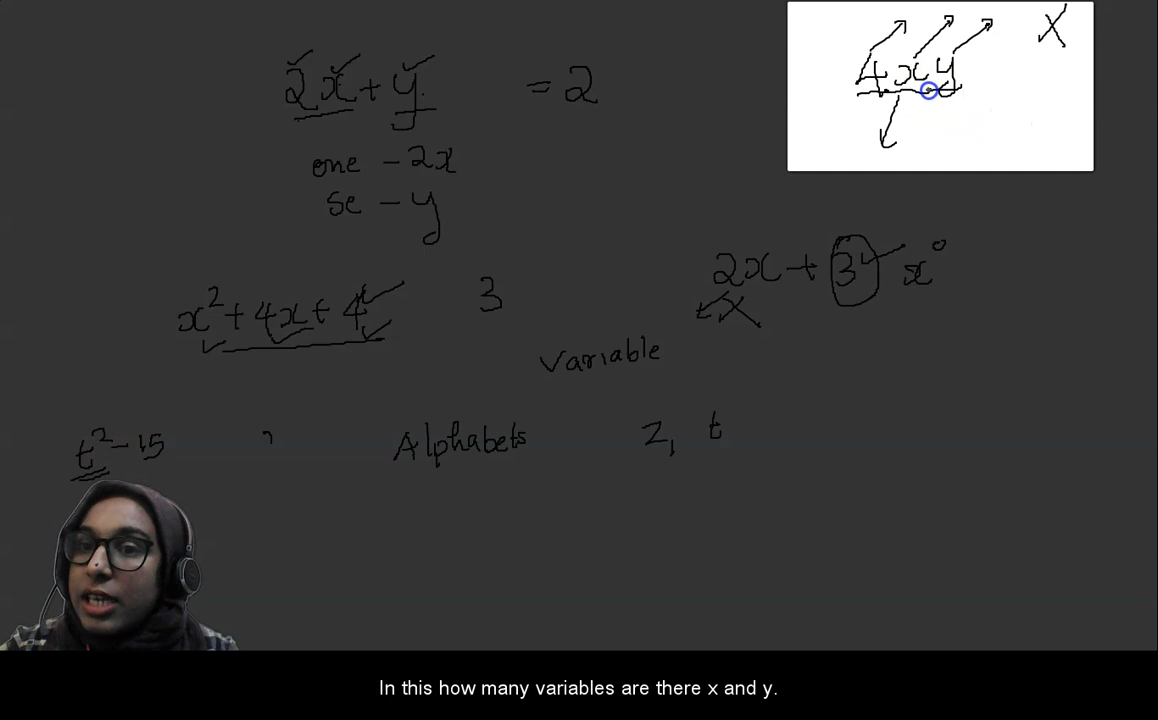 2x + y = 2
one - 2x
se - y
4xy X
2x + 3 x⁰
x² + 4x + 4 3
Variable
t² - 15 , Alphabets z, t
In this how many variables are there x and y.